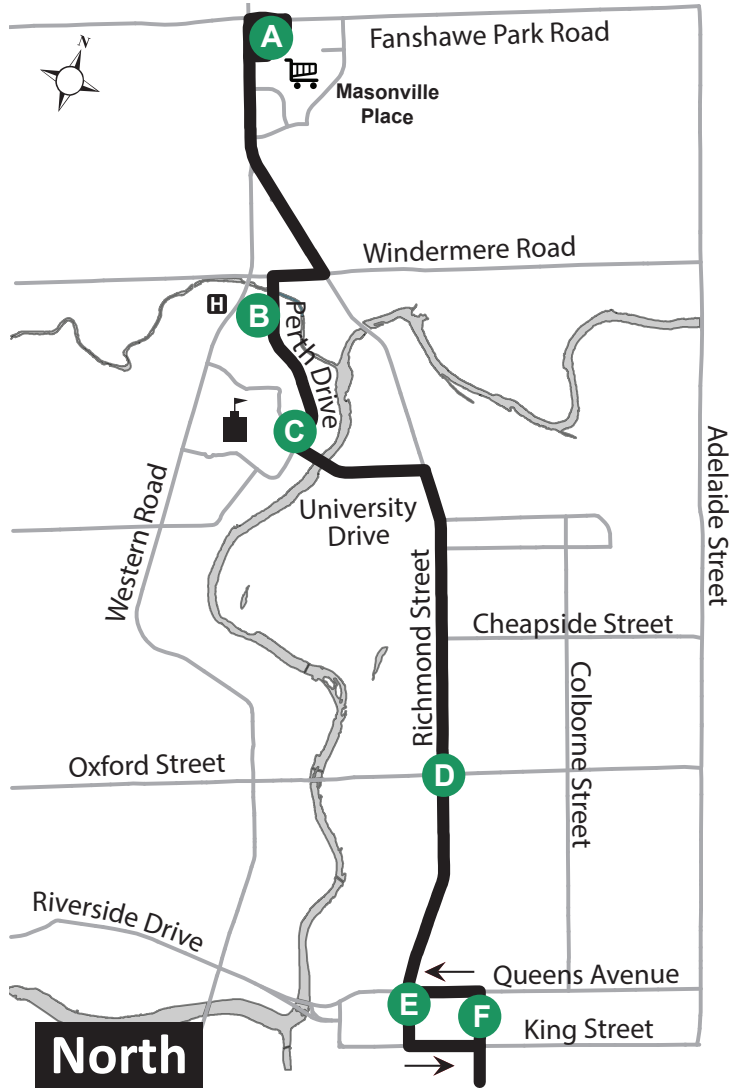 N
A
Fanshawe Park Road
Masonville
Place
Windermere Road
H
B
Perth Drive
C
University
Drive
Western Road
Adelaide Street
Richmond Street
Cheapside Street
Colborne Street
Oxford Street
D
Riverside Drive
Queens Avenue
E
F
King Street
North